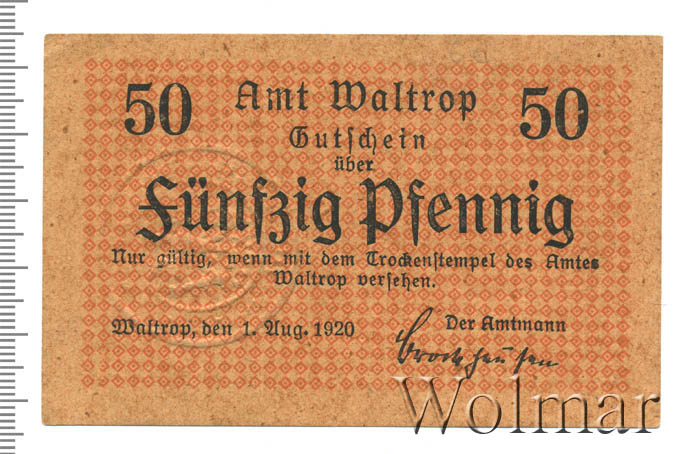 50 Amt Waltrop 50
Gutschein
über
Fünfzig Pfennig
Nur gültig, wenn mit dem Trockenstempel des Amtes
Waltrop versehen.
Waltrop, den 1. Aug. 1920
Der Amtmann
Brockhausen
Wolmar